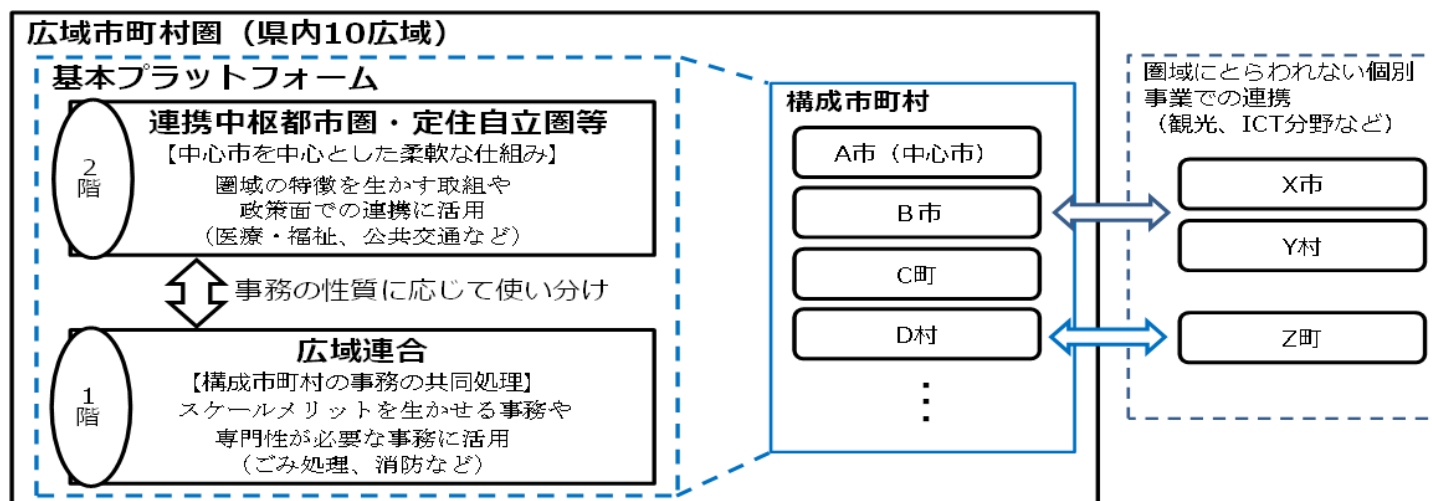 広域市町村圏（県内10広域）
基本プラットフォーム
2
階
連携中枢都市圏・定住自立圏等
【中心市を中心とした柔軟な仕組み】
圏域の特徴を生かす取組や
政策面での連携に活用
（医療・福祉、公共交通など）
事務の性質に応じて使い分け
1
階
広域連合
【構成市町村の事務の共同処理】
スケールメリットを生かせる事務や
専門性が必要な事務に活用
（ごみ処理、消防など）
構成市町村
A市（中心市）
B市
C町
D村
⋮
圏域にとらわれない個別
事業での連携
（観光、ICT分野など）
X市
Y村
Z町